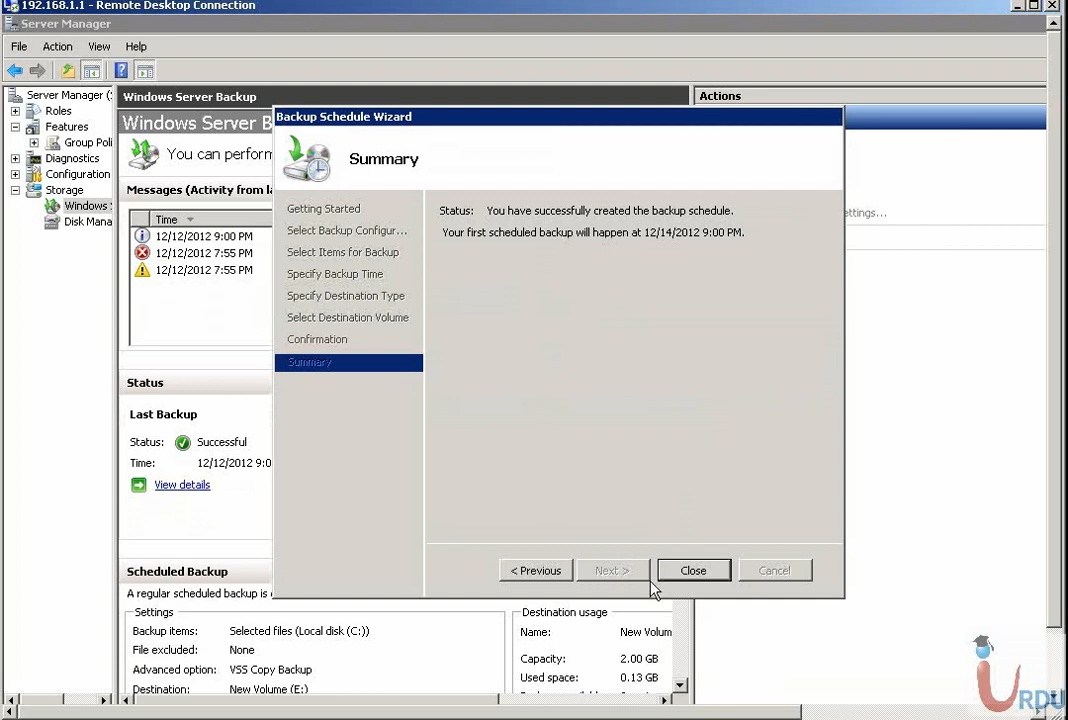 192.168.1.1 - Remote Desktop Connection
Server Manager
File Action View Help
Server Manager (
Roles
Features
Group Poli
Diagnostics
Configuration
Storage
Windows
Disk Mana
Windows Server Backup
Windows Server B
You can perform
Messages (Activity from la
Time
12/12/2012 9:00 PM
12/12/2012 7:55 PM
12/12/2012 7:55 PM
Status
Last Backup
Status: Successful
Time: 12/12/2012 9:0
View details
Scheduled Backup
A regular scheduled backup is
Settings
Backup items: Selected files (Local disk (C:))
File excluded: None
Advanced option: VSS Copy Backup
Destination: New Volume (E:)
Destination usage
Name: New Volum
Capacity: 2.00 GB
Used space: 0.13 GB
Actions
ettings...
Backup Schedule Wizard
Summary
Getting Started
Select Backup Configur...
Select Items for Backup
Specify Backup Time
Specify Destination Type
Select Destination Volume
Confirmation
Summary
Status: You have successfully created the backup schedule.
Your first scheduled backup will happen at 12/14/2012 9:00 PM.
< Previous Next > Close Cancel
URDU